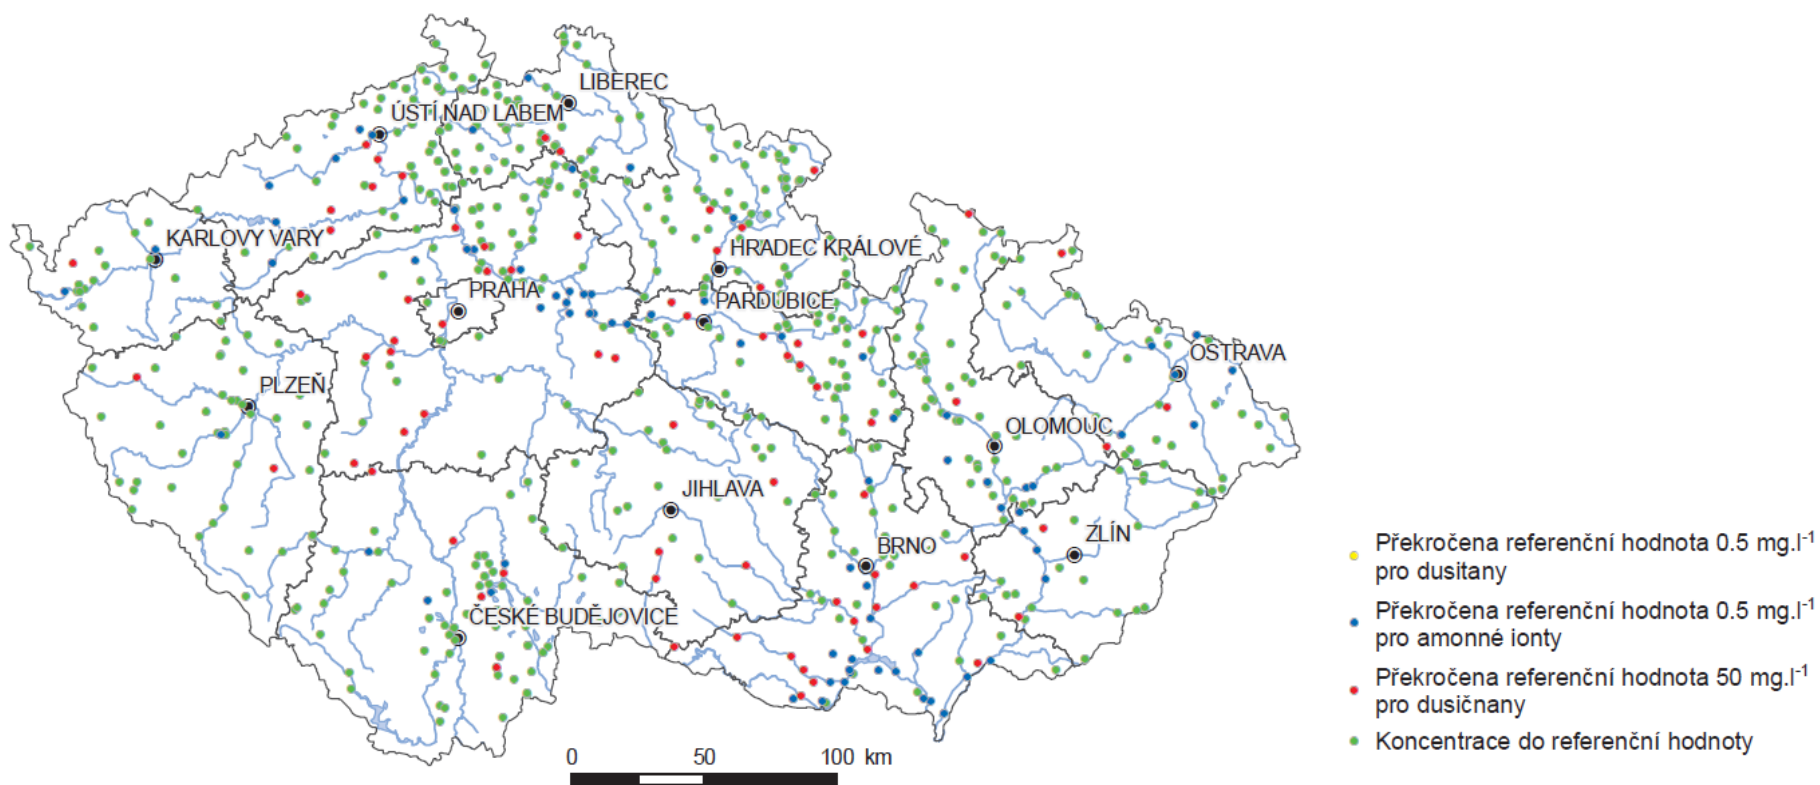 LIBEREC
ÚSTÍ NAD LABEM
KARLOVY VARY
HRADEC KRÁLOVÉ
PRAHA
PARDUBICE
OSTRAVA
PLZEŇ
OLOMOUC
JIHLAVA
BRNO
ZLÍN
ČESKÉ BUDĚJOVICE
Překročena referenční hodnota 0.5 mg.l⁻¹
pro dusitany
Překročena referenční hodnota 0.5 mg.l⁻¹
pro amonné ionty
Překročena referenční hodnota 50 mg.l⁻¹
pro dusičnany
Koncentrace do referenční hodnoty
0 50 100 km